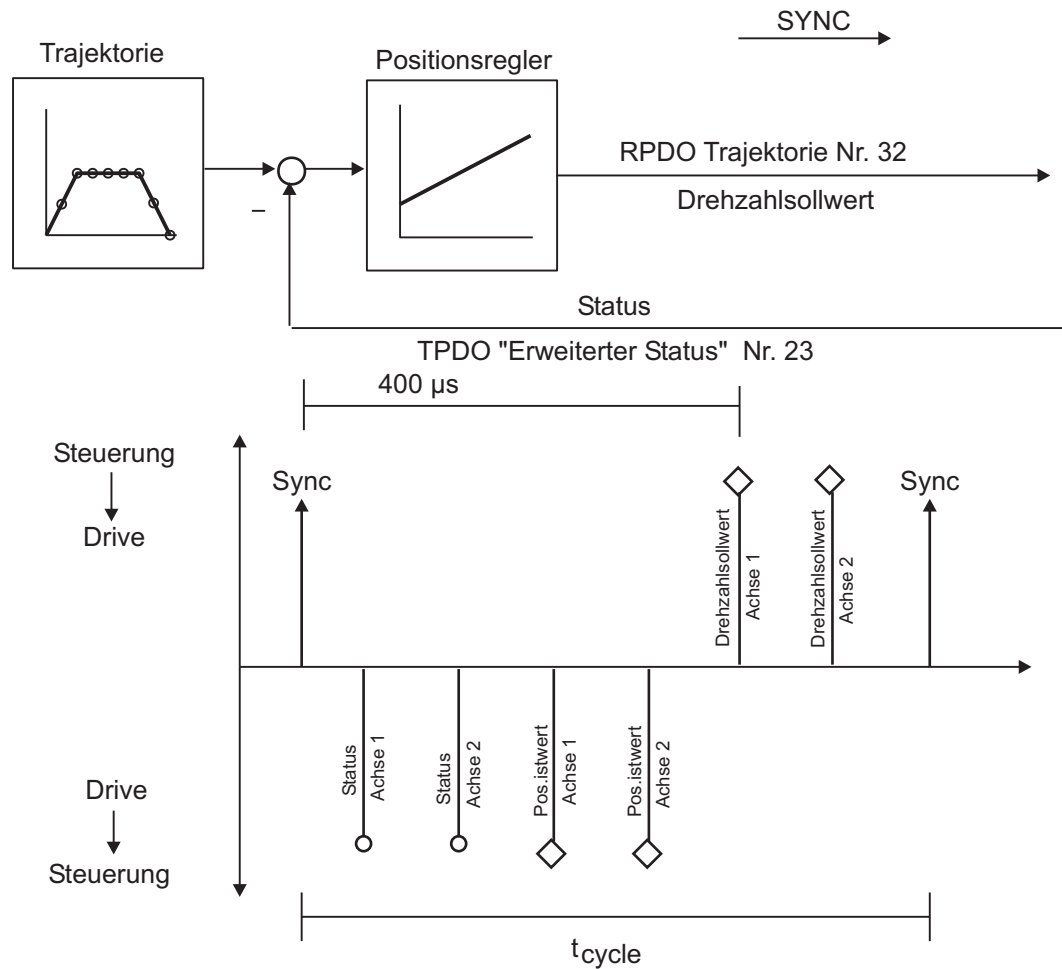 SYNC
Trajektorie
Positionsregler
RPDO Trajektorie Nr. 32
Drehzahlsollwert
–
Status
TPDO "Erweiterter Status" Nr. 23
400 µs
Steuerung
Drive
Sync
Sync
Drehzahlsollwert
Achse 1
Drehzahlsollwert
Achse 2
Status
Achse 1
Status
Achse 2
Pos.istwert
Achse 1
Pos.istwert
Achse 2
Drive
Steuerung
tcycle